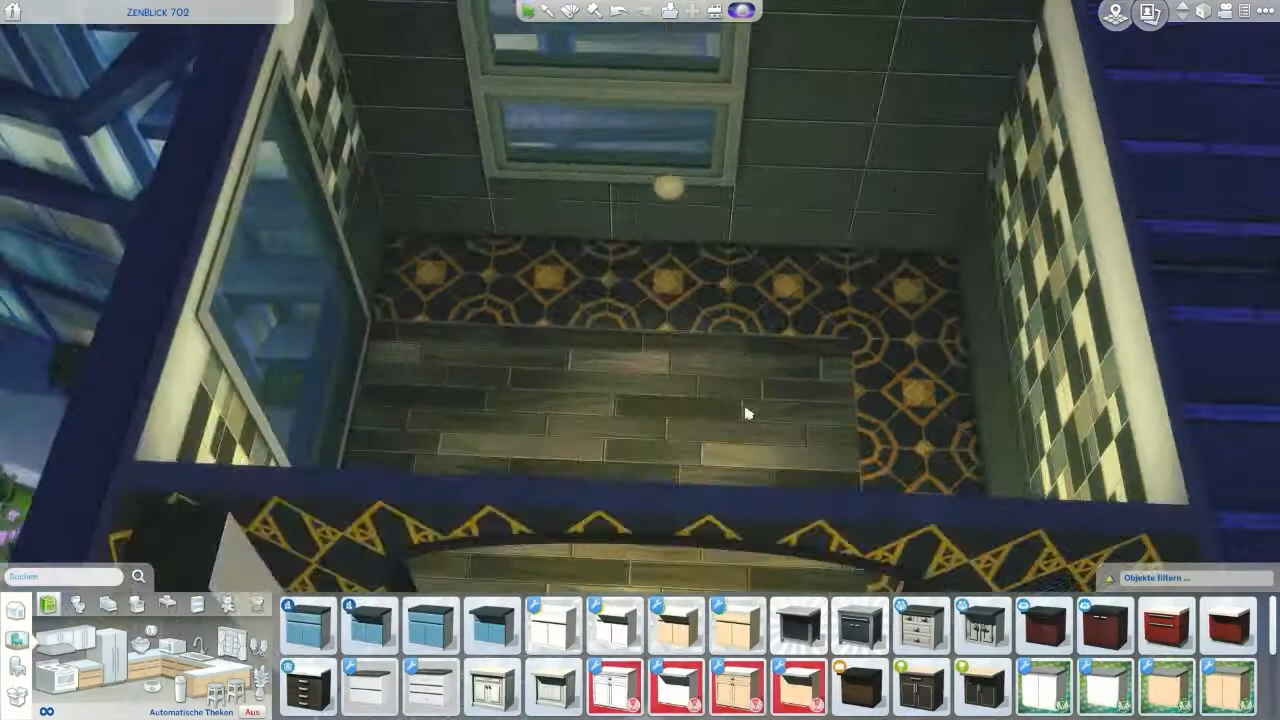 ZENBLICK 702
Suchen
Objekte filtern ...
Automatische Theken
Aus